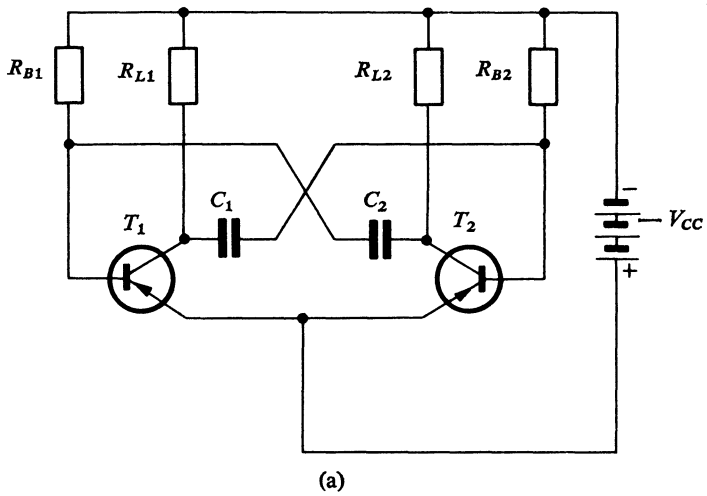 R_B1
R_L1
R_L2
R_B2
C_1
C_2
T_1
T_2
−
V_CC
+
(a)